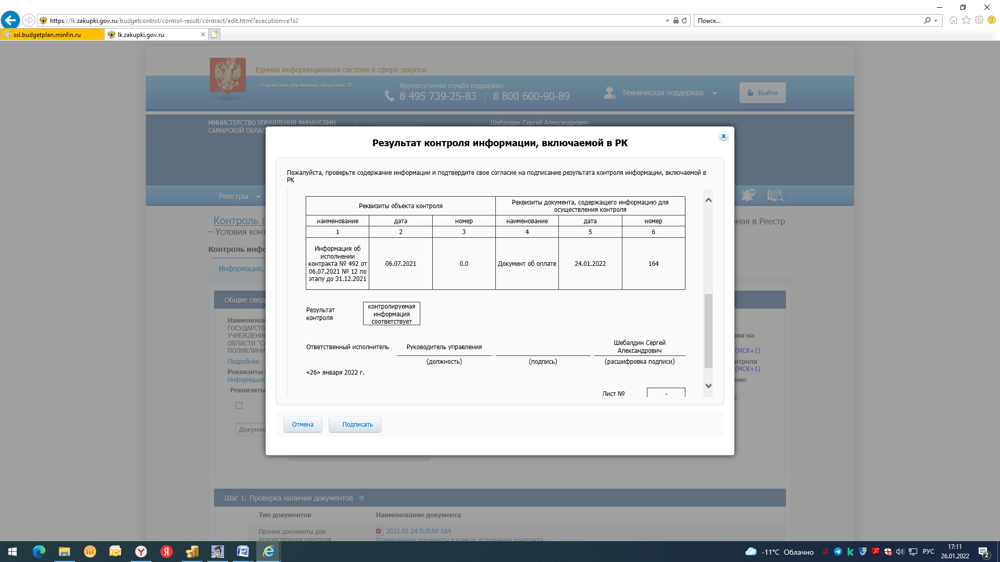 https://lk.zakupki.gov.ru/budgetcontrol/control-result/contract/edit.html?execution=e1s2
Поиск...
ssl.budgetplan.minfin.ru
lk.zakupki.gov.ru
Единая информационная система в сфере закупок
Подсистема управления закупками ЭБ
Круглосуточная служба поддержки:
8 495 739-25-83
8 800 600-90-89
Техническая поддержка
Выйти
МИНИСТЕРСТВО УПРАВЛЕНИЯ ФИНАНСАМИ
САМАРСКОЙ ОБЛАС
Шебалдин Сергей Александрович
Результат контроля информации, включаемой в РК
Пожалуйста, проверьте содержание информации и подтвердите свое согласие на подписание результата контроля информации, включаемой в
РК
Реестры
Контроль
– Условия конт
мая в Реестр
Контроль инфо
Информация,
Реквизиты объекта контроля
Реквизиты документа, содержащего информацию для
осуществления контроля
наименование
дата
номер
наименование
дата
номер
1
2
3
4
5
6
Информация об
исполнении
контракта № 492 от
06.07.2021 № 12 по
этапу до 31.12.2021
06.07.2021
0.0
Документ об оплате
24.01.2022
164
Результат
контроля
контролируемая
информация
соответствует
Ответственный исполнитель
Руководитель управления
Шебалдин Сергей
Александрович
(должность)
(подпись)
(расшифровка подписи)
«26» января 2022 г.
Лист №
-
Отмена
Подписать
Общие свед
Наименован
ГОСУДАРСТВ
УЧРЕЖДЕНИЕ
ОБЛАСТИ "СЫ
ПОЛИКЛИНИ
Подробнее
Реквизиты
Информация
Реквизиты
Докумен
ния на
(МСК+1)
нтроля
(МСК+1)
ние
е
Шаг 1: Проверка наличия документов
?
Тип документов
Наименование документа
Прочие документы для
осуществления контроля
2022.01.24 П.П.№ 164
Размещенные документы в рамках исполнения контракта
-11°C Облачно
РУС
17:11
26.01.2022
2